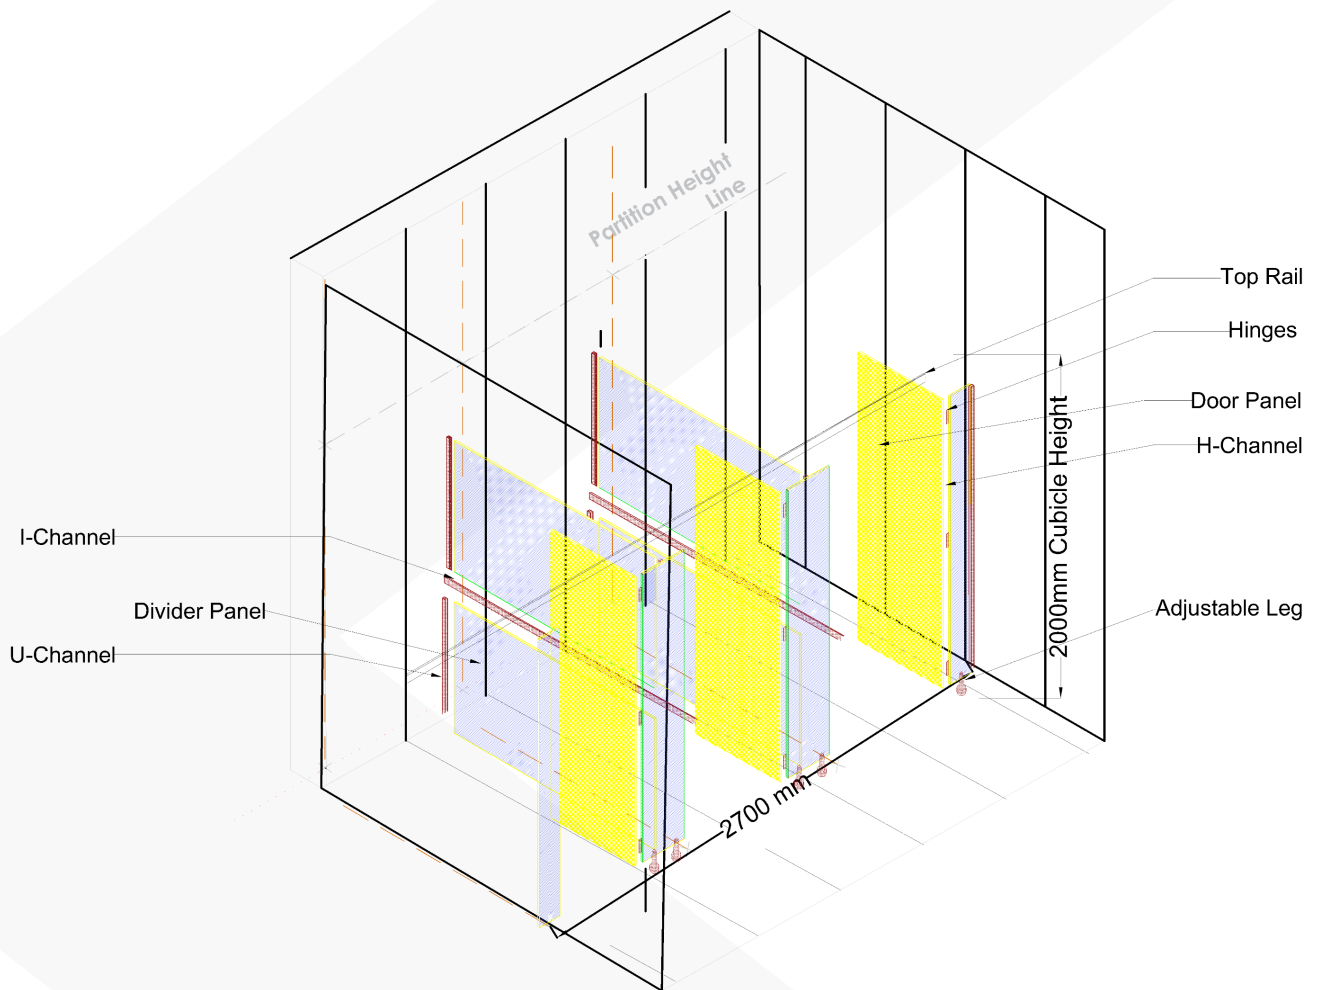 Partition Height
Line
Top Rail
Hinges
Door Panel
H-Channel
2000mm Cubicle Height
I-Channel
Divider Panel
Adjustable Leg
U-Channel
2700 mm